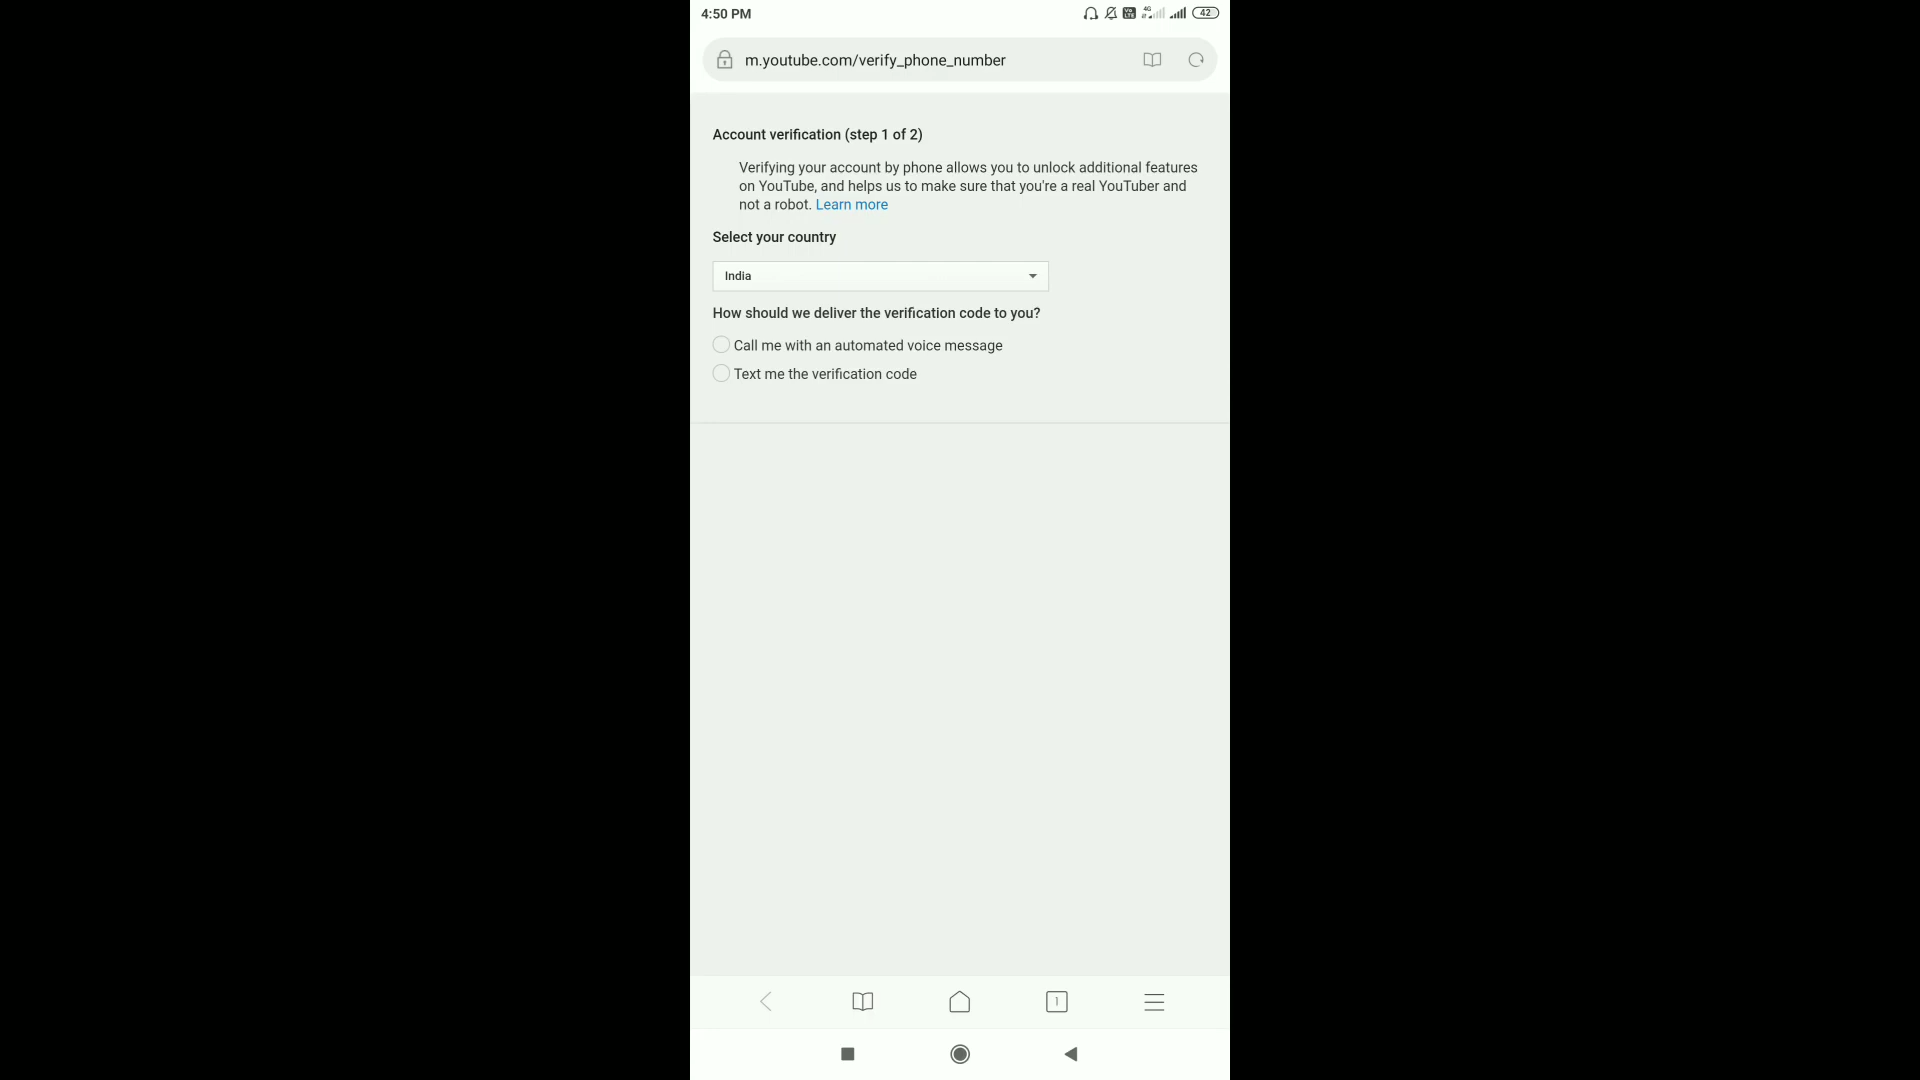 4:50 PM
Vo
LTE
4G
42
m.youtube.com/verify_phone_number
Account verification (step 1 of 2)
Verifying your account by phone allows you to unlock additional features
on YouTube, and helps us to make sure that you're a real YouTuber and
not a robot. Learn more
Select your country
India
How should we deliver the verification code to you?
Call me with an automated voice message
Text me the verification code
1